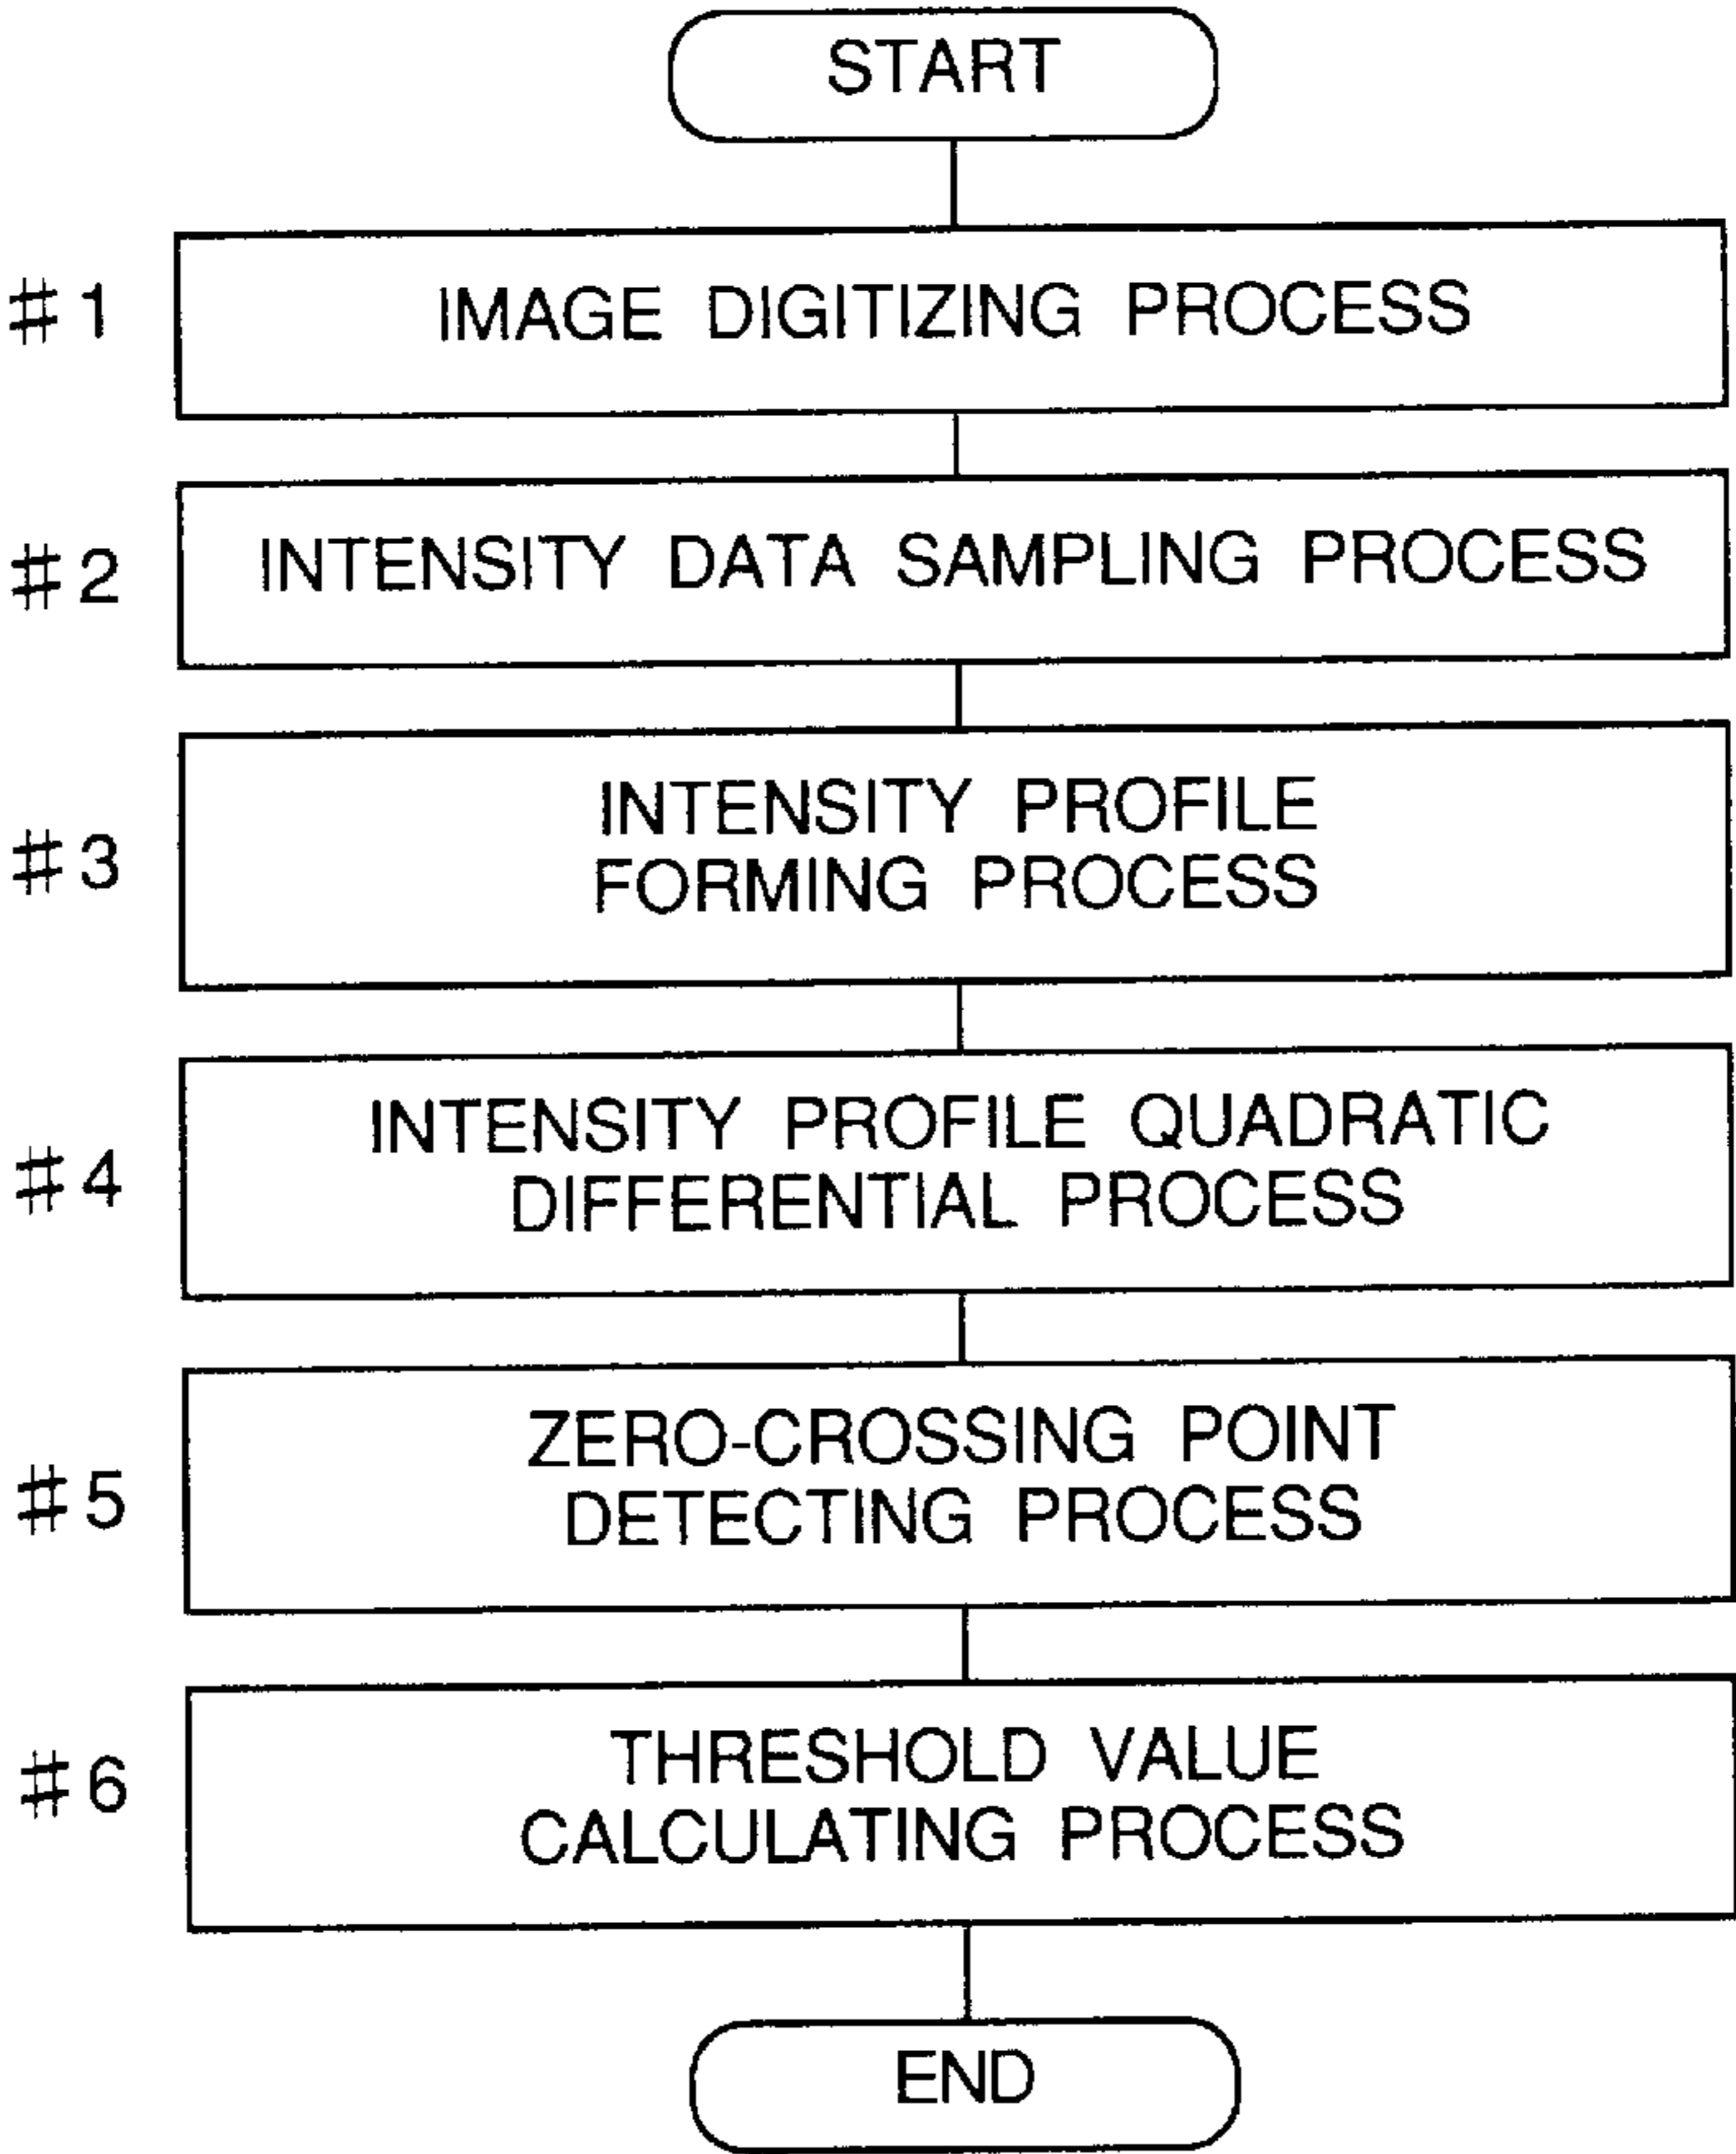 START
#1
IMAGE DIGITIZING PROCESS
#2
INTENSITY DATA SAMPLING PROCESS
#3
INTENSITY PROFILE
FORMING PROCESS
#4
INTENSITY PROFILE QUADRATIC
DIFFERENTIAL PROCESS
#5
ZERO-CROSSING POINT
DETECTING PROCESS
#6
THRESHOLD VALUE
CALCULATING PROCESS
END